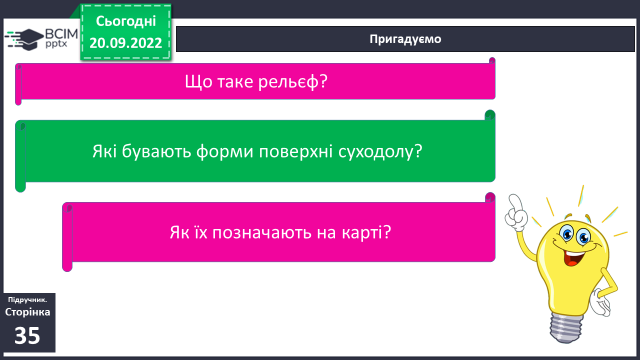 BCIM
pptx
Сьогодні
20.09.2022
Пригадуємо
Що таке рельєф?
Які бувають форми поверхні суходолу?
Як їх позначають на карті?
Підручник.
Сторінка
35